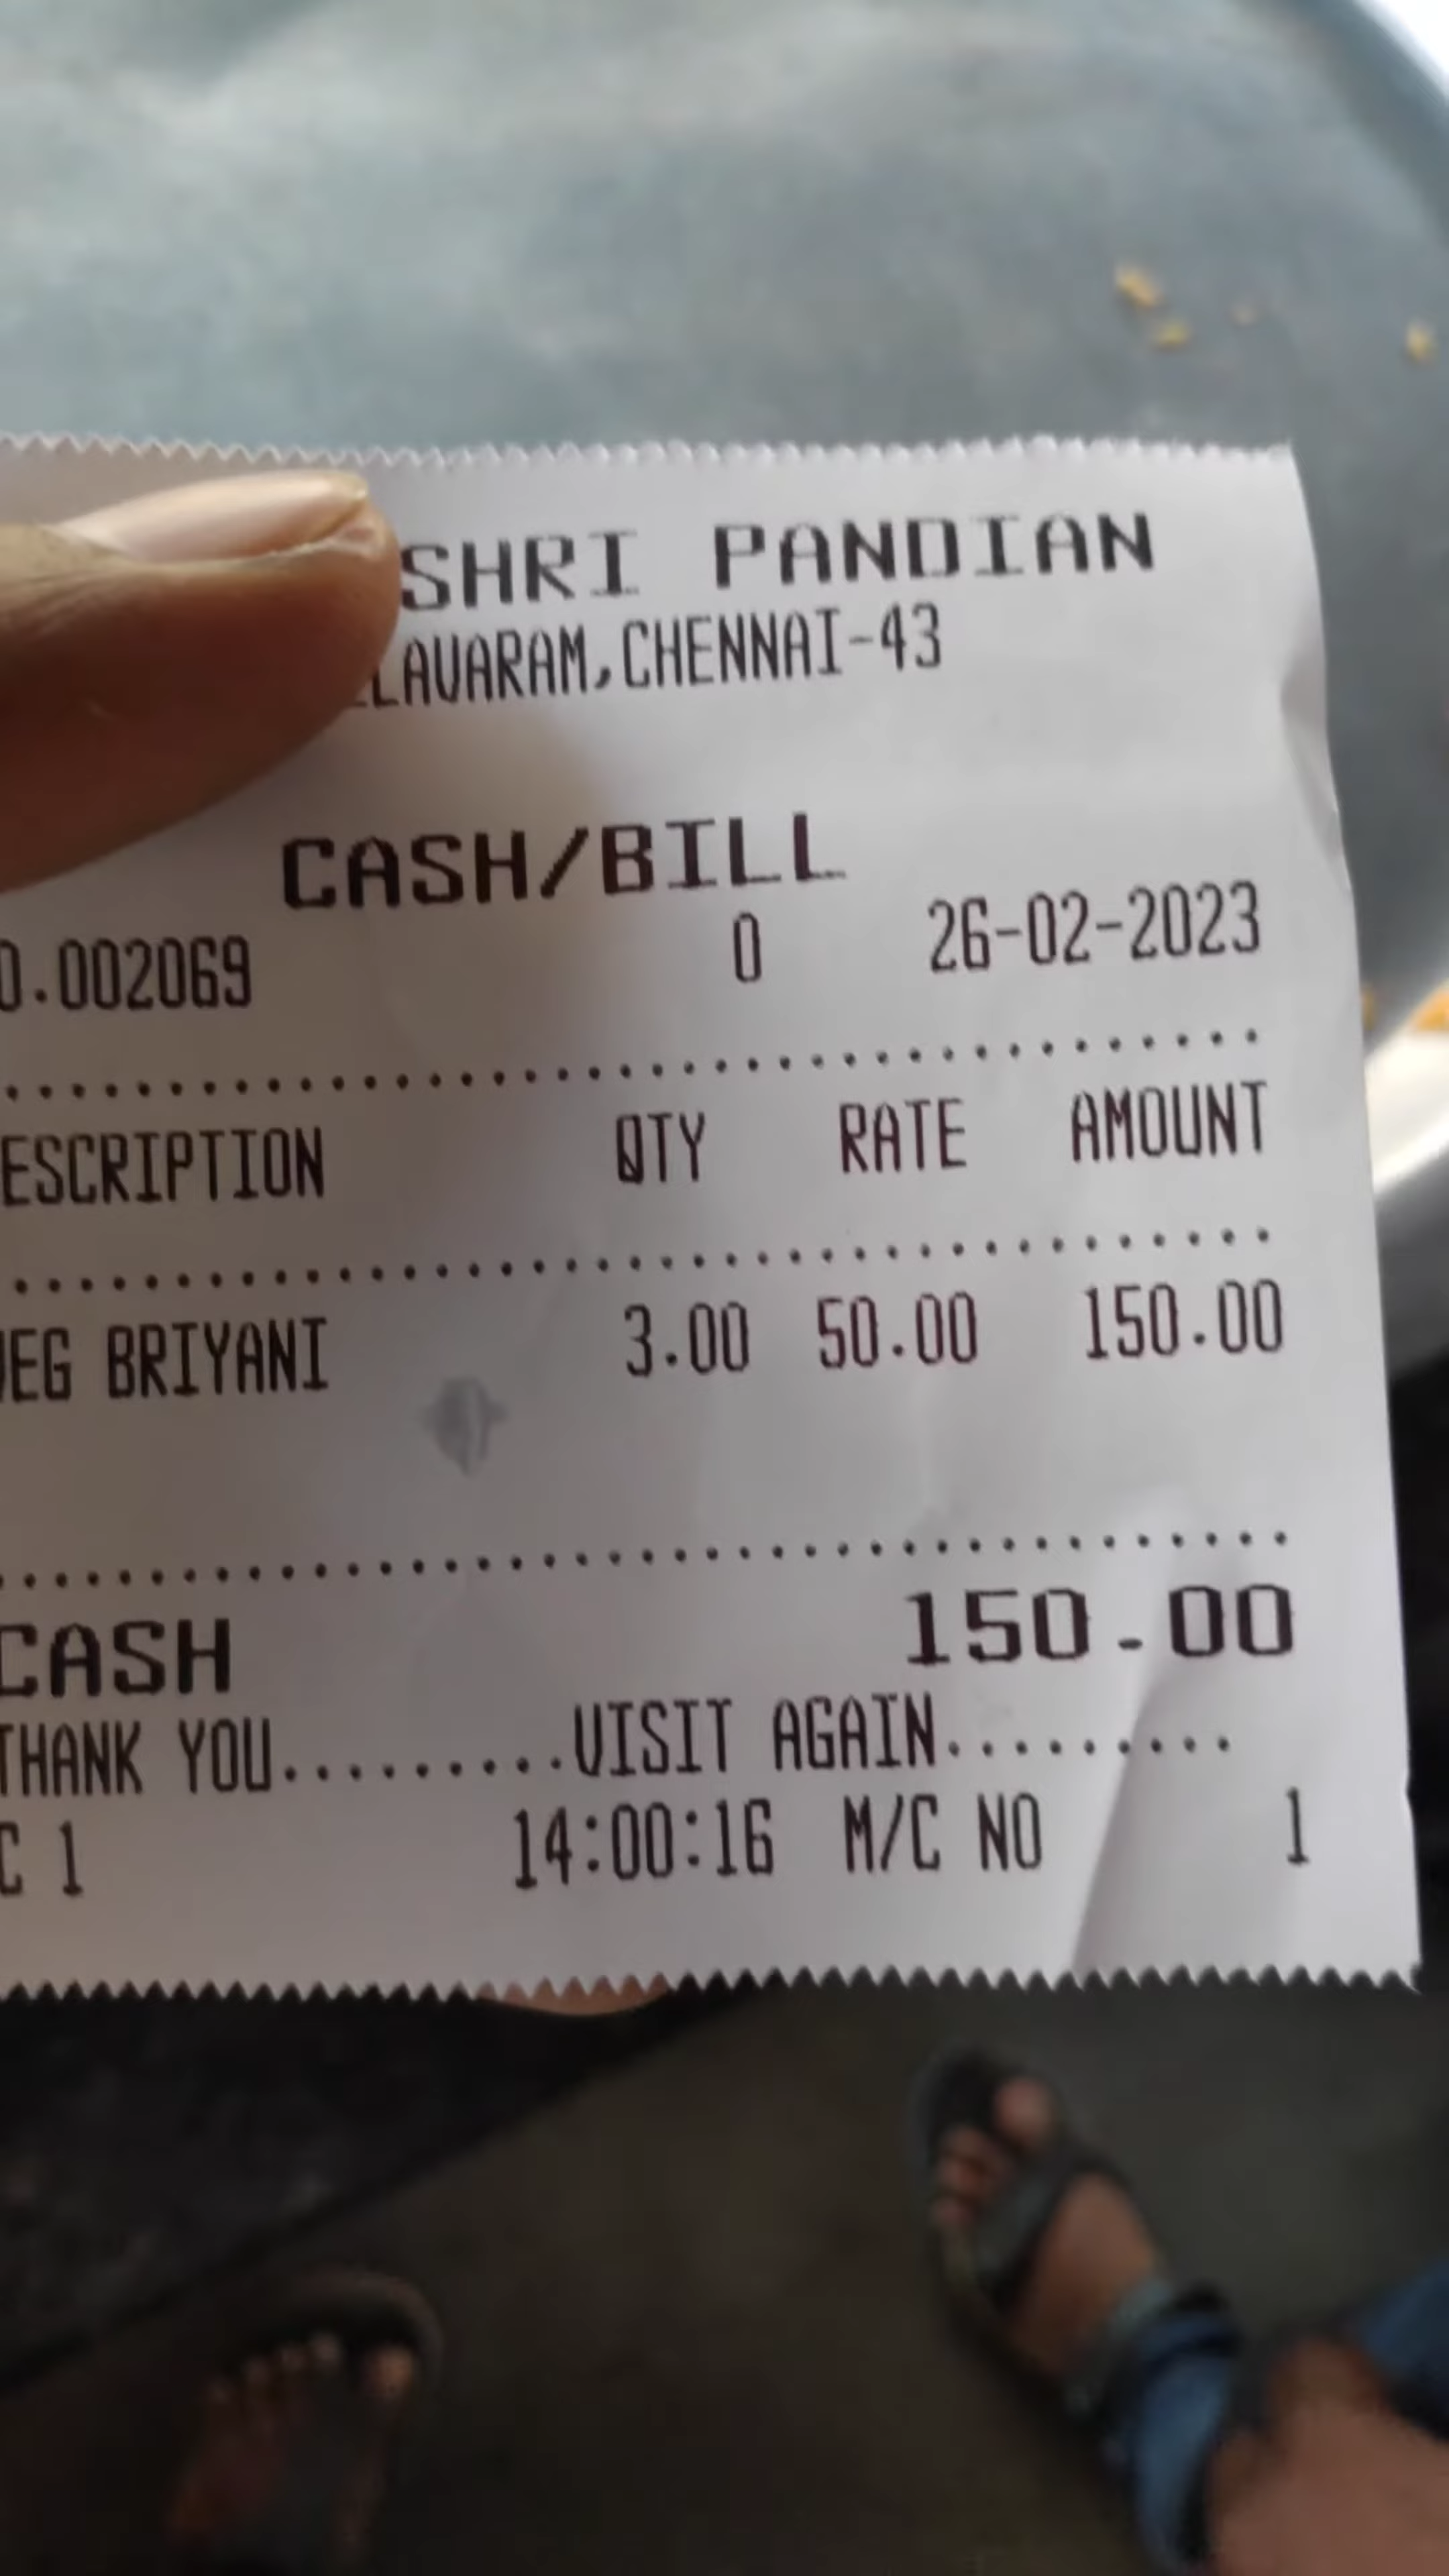 SHRI PANDIAN
LAVARAM,CHENNAI-43
CASH/BILL
0.002069 0 26-02-2023
ESCRIPTION QTY RATE AMOUNT
VEG BRIYANI 3.00 50.00 150.00
CASH 150.00
THANK YOU.........VISIT AGAIN.........
C 1 14:00:16 M/C NO 1